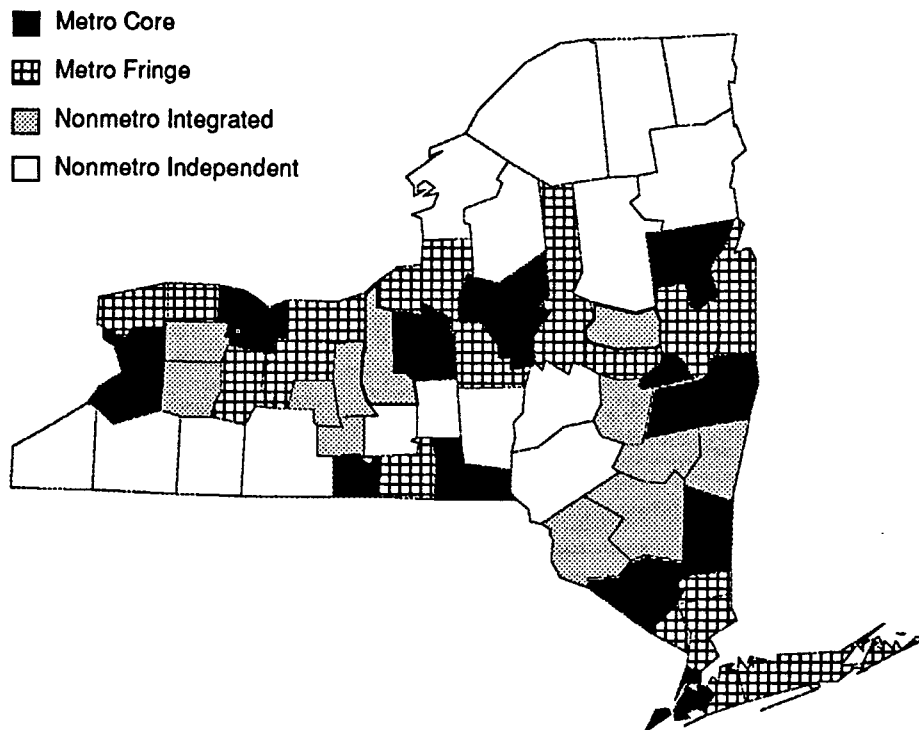 Metro Core
Metro Fringe
Nonmetro Integrated
Nonmetro Independent